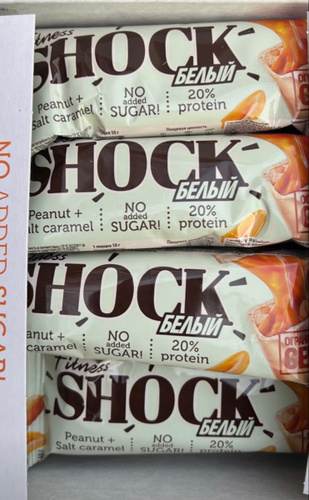 NO ADDED SUGAR!
Fitness
SHOCK
БЕЛЫЙ
Peanut +
Salt caramel
NO
added
SUGAR!
20%
protein
SHOCK
БЕЛЫЙ
Peanut +
Salt caramel
NO
added
SUGAR!
20%
protein
SHOCK
БЕЛЫЙ
anut +
caramel
NO
added
SUGAR!
20%
protein
Fitness
SHOCK
БЕЛЫЙ
Peanut +
Salt caramel
NO
added
SUGAR!
20%
protein